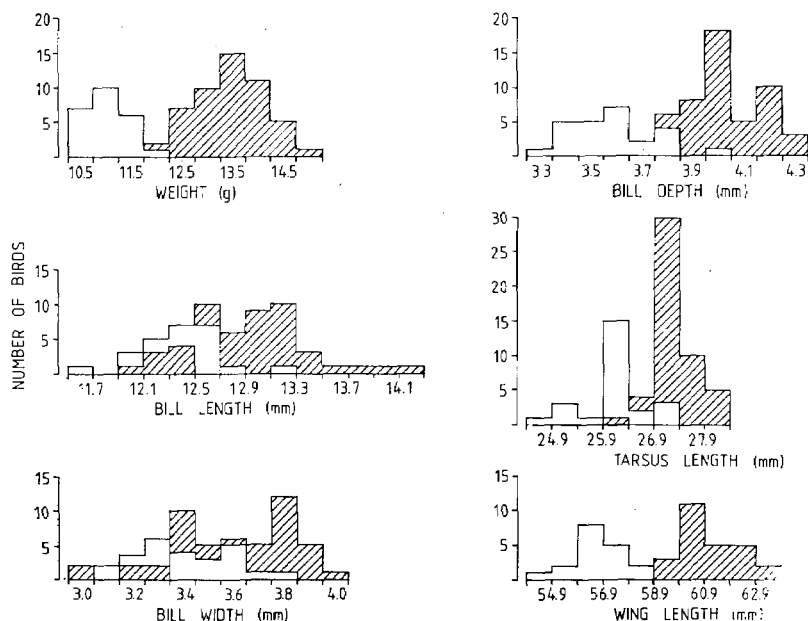 20
15
10
5
10.5 11.5 12.5 13.5 14.5
WEIGHT (g)
20
15
10
5
3.3 3.5 3.7 3.9 4.1 4.3
BILL DEPTH (mm)
NUMBER OF BIRDS
15
10
5
11.7 12.1 12.5 12.9 13.3 13.7 14.1
BILL LENGTH (mm)
30
25
20
15
10
5
24.9 25.9 26.9 27.9
TARSUS LENGTH (mm)
15
10
5
3.0 3.2 3.4 3.6 3.8 4.0
BILL WIDTH (mm)
15
10
5
54.9 56.9 58.9 60.9 62.9
WING LENGTH (mm)